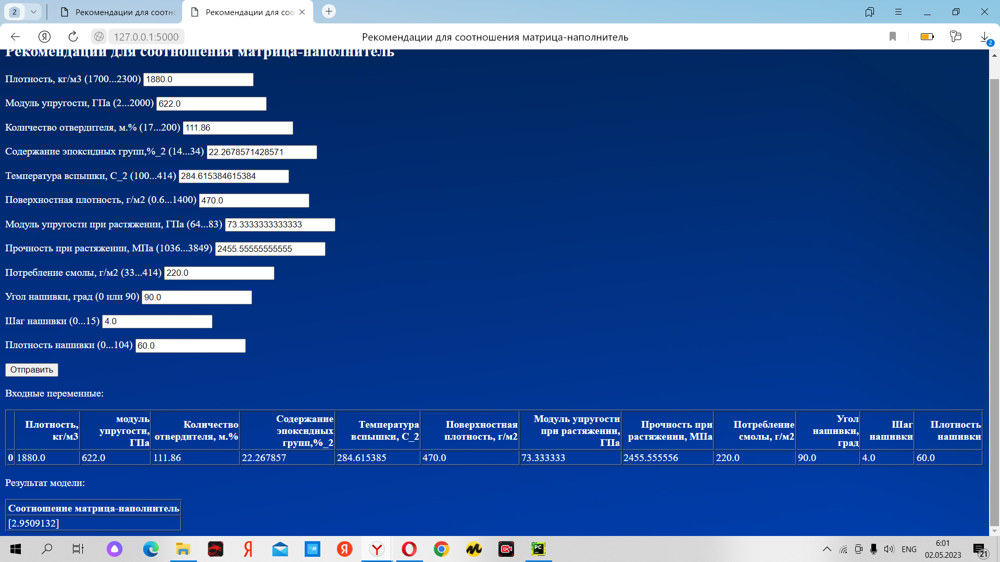 2
Рекомендации для соотно
Рекомендации для соо
127.0.0.1:5000
Рекомендации для соотношения матрица-наполнитель
2
Рекомендации для соотношения матрица-наполнитель
Плотность, кг/м3 (1700...2300) 1880.0
Модуль упругости, ГПа (2...2000) 622.0
Количество отвердителя, м.% (17...200) 111.86
Содержание эпоксидных групп,%_2 (14...34) 22.2678571428571
Температура вспышки, С_2 (100...414) 284.615384615384
Поверхностная плотность, г/м2 (0.6...1400) 470.0
Модуль упругости при растяжении, ГПа (64...83) 73.3333333333333
Прочность при растяжении, МПа (1036...3849) 2455.55555555555
Потребление смолы, г/м2 (33...414) 220.0
Угол нашивки, град (0 или 90) 90.0
Шаг нашивки (0...15) 4.0
Плотность нашивки (0...104) 60.0
Отправить
Входные переменные:
Плотность, кг/м3
модуль упругости, ГПа
Количество отвердителя, м.%
Содержание эпоксидных групп,%_2
Температура вспышки, С_2
Поверхностная плотность, г/м2
Модуль упругости при растяжении, ГПа
Прочность при растяжении, МПа
Потребление смолы, г/м2
Угол нашивки, град
Шаг нашивки
Плотность нашивки
0 1880.0 622.0 111.86 22.267857 284.615385 470.0 73.333333 2455.555556 220.0 90.0 4.0 60.0
Результат модели:
Соотношение матрица-наполнитель
[2.9509132]
ENG
6:01
02.05.2023
21
PC